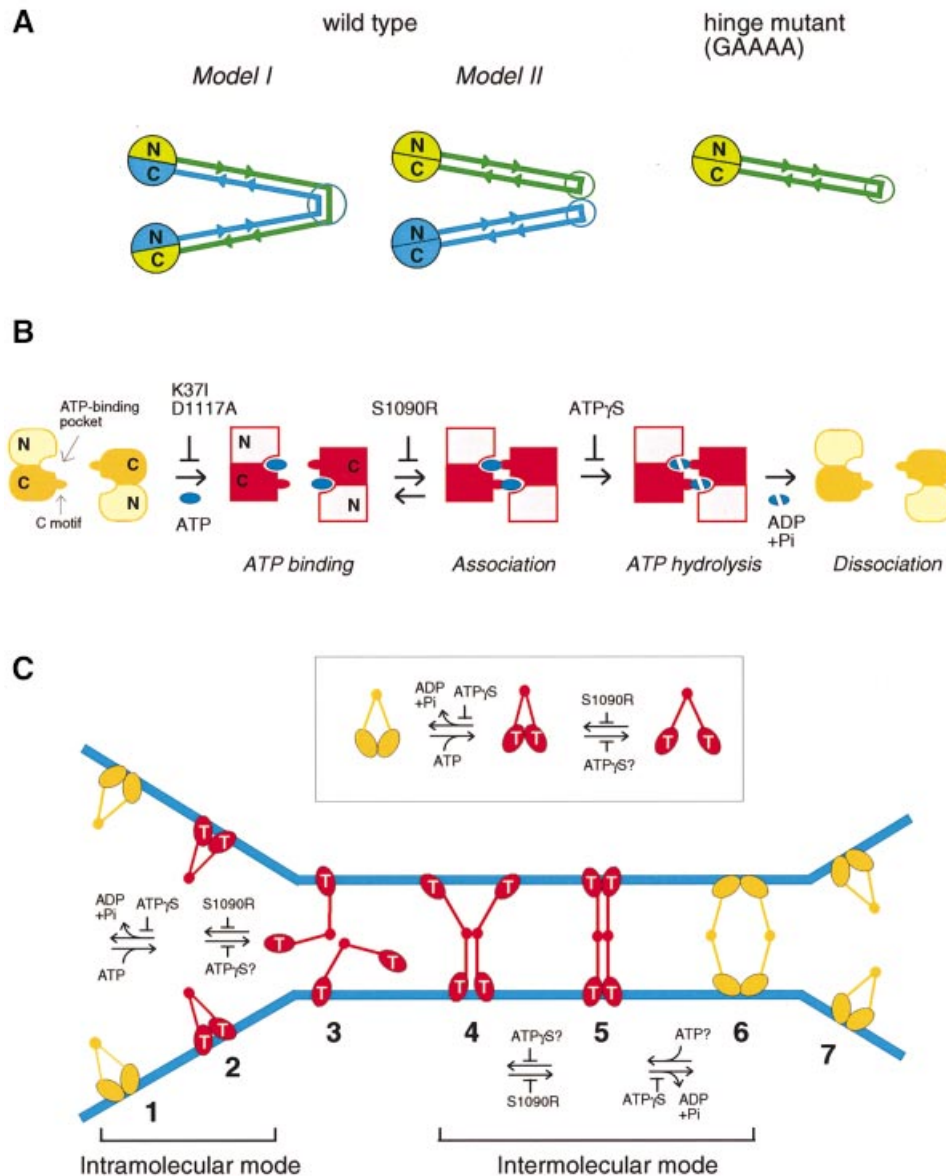 A
wild type
hinge mutant
(GAAAA)
Model I
Model II
N
C
N
C
N
C
N
C
N
C
B
ATP-binding
pocket
N
C
C
N
C motif
K37I
D1117A
ATP
N
C
C
N
ATP binding
S1090R
Association
ATPγS
ATP hydrolysis
ADP
+Pi
Dissociation
C
ADP
+Pi
ATPγS
ATP
T T
S1090R
ATPγS?
T T
T T
T
T T
ADP
+Pi
ATPγS
ATP
S1090R
ATPγS?
T
T
T
T T
T
1
2
3
4
5
6
7
T T
T T
ATPγS?
S1090R
ATP?
ATPγS
ADP
+Pi
Intramolecular mode
Intermolecular mode